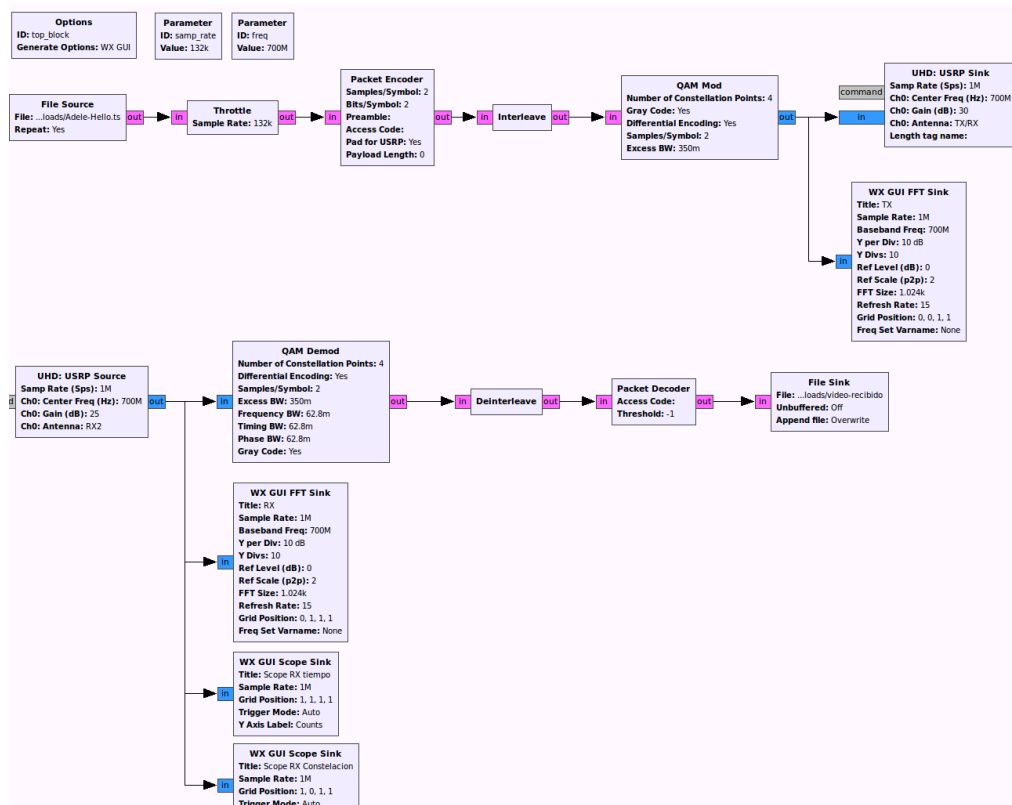 Options
ID: top_block
Generate Options: WX GUI
Parameter
ID: samp_rate
Value: 132k
Parameter
ID: freq
Value: 700M
File Source
File: ...loads/Adele-Hello.ts
Repeat: Yes
out
in
Throttle
Sample Rate: 132k
out
in
Packet Encoder
Samples/Symbol: 2
Bits/Symbol: 2
Preamble:
Access Code:
Pad for USRP: Yes
Payload Length: 0
out
in
Interleave
out
in
QAM Mod
Number of Constellation Points: 4
Gray Code: Yes
Differential Encoding: Yes
Samples/Symbol: 2
Excess BW: 350m
out
command
in
UHD: USRP Sink
Samp Rate (Sps): 1M
Ch0: Center Freq (Hz): 700M
Ch0: Gain (dB): 30
Ch0: Antenna: TX/RX
Length tag name:
in
WX GUI FFT Sink
Title: TX
Sample Rate: 1M
Baseband Freq: 700M
Y per Div: 10 dB
Y Divs: 10
Ref Level (dB): 0
Ref Scale (p2p): 2
FFT Size: 1.024k
Refresh Rate: 15
Grid Position: 0, 0, 1, 1
Freq Set Varname: None
d
UHD: USRP Source
Samp Rate (Sps): 1M
Ch0: Center Freq (Hz): 700M
Ch0: Gain (dB): 25
Ch0: Antenna: RX2
out
in
QAM Demod
Number of Constellation Points: 4
Differential Encoding: Yes
Samples/Symbol: 2
Excess BW: 350m
Frequency BW: 62.8m
Timing BW: 62.8m
Phase BW: 62.8m
Gray Code: Yes
out
in
Deinterleave
out
in
Packet Decoder
Access Code:
Threshold: -1
out
in
File Sink
File: ...loads/video-recibido
Unbuffered: Off
Append file: Overwrite
in
WX GUI FFT Sink
Title: RX
Sample Rate: 1M
Baseband Freq: 700M
Y per Div: 10 dB
Y Divs: 10
Ref Level (dB): 0
Ref Scale (p2p): 2
FFT Size: 1.024k
Refresh Rate: 15
Grid Position: 0, 1, 1, 1
Freq Set Varname: None
in
WX GUI Scope Sink
Title: Scope RX tiempo
Sample Rate: 1M
Grid Position: 1, 1, 1, 1
Trigger Mode: Auto
Y Axis Label: Counts
in
WX GUI Scope Sink
Title: Scope RX Constelacion
Sample Rate: 1M
Grid Position: 1, 0, 1, 1
Trigger Mode: Auto